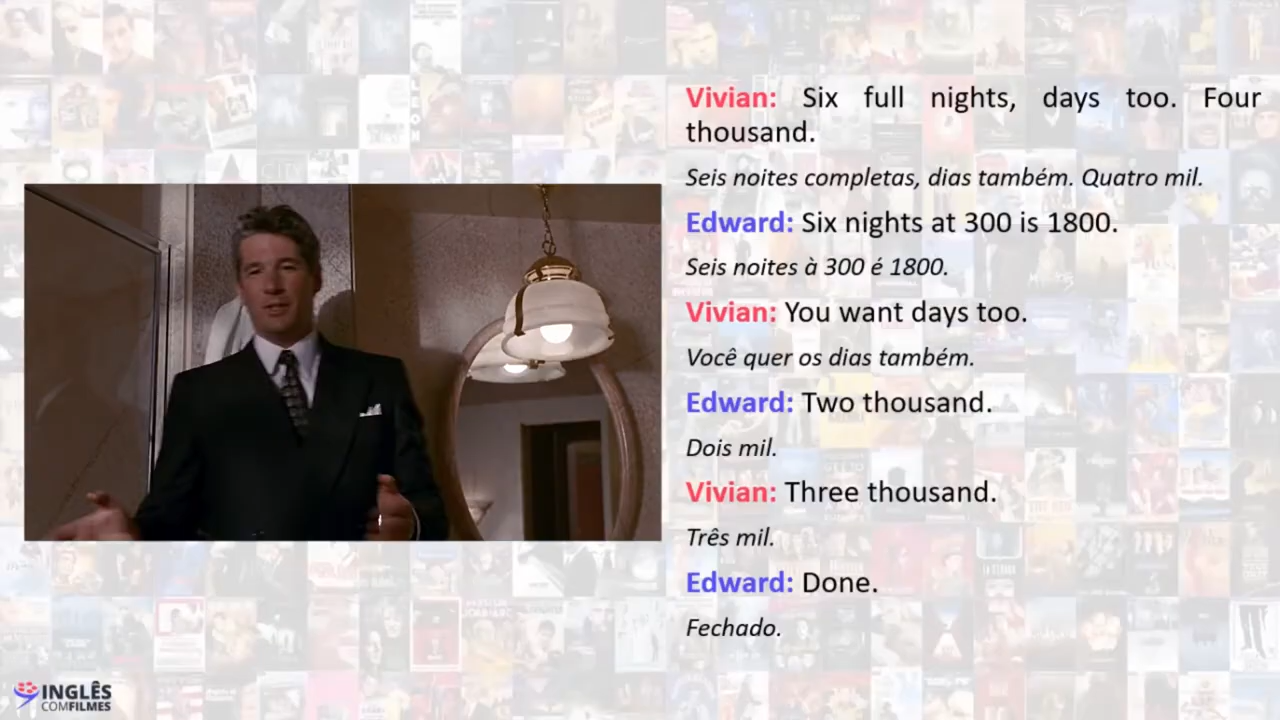 Vivian: Six full nights, days too. Four
thousand.
Seis noites completas, dias também. Quatro mil.
Edward: Six nights at 300 is 1800.
Seis noites à 300 é 1800.
Vivian: You want days too.
Você quer os dias também.
Edward: Two thousand.
Dois mil.
Vivian: Three thousand.
Três mil.
Edward: Done.
Fechado.
INGLÊS
COMFILMES